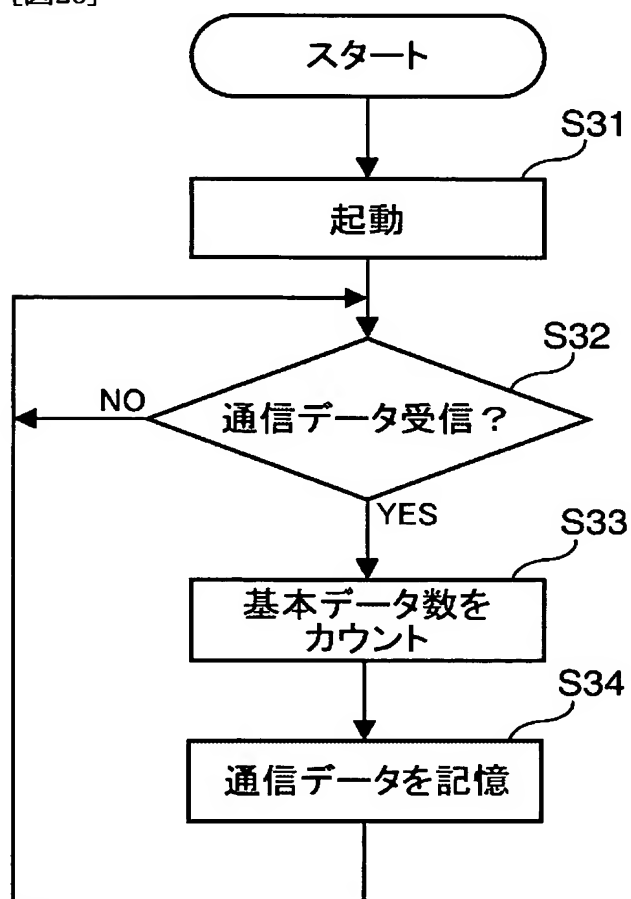 スタート
S31
起動
S32
NO
通信データ受信？
YES
S33
基本データ数を
カウント
S34
通信データを記憶